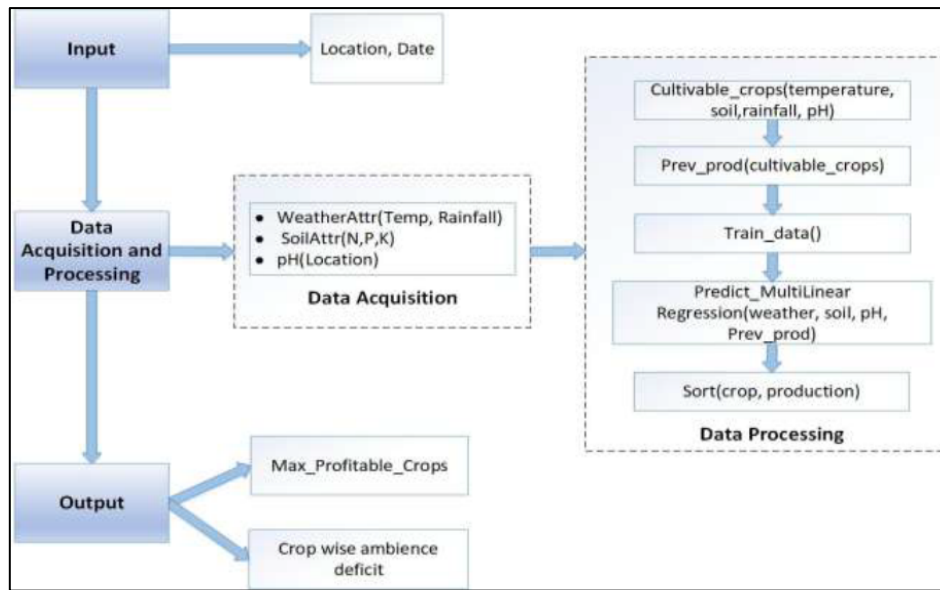 Input
Location, Date
Data
Acquisition and
Processing
● WeatherAttr(Temp, Rainfall)
● SoilAttr(N,P,K)
● pH(Location)
Data Acquisition
Cultivable_crops(temperature,
soil,rainfall, pH)
Prev_prod(cultivable_crops)
Train_data()
Predict_MultiLinear
Regression(weather, soil, pH,
Prev_prod)
Sort(crop, production)
Data Processing
Output
Max_Profitable_Crops
Crop wise ambience
deficit